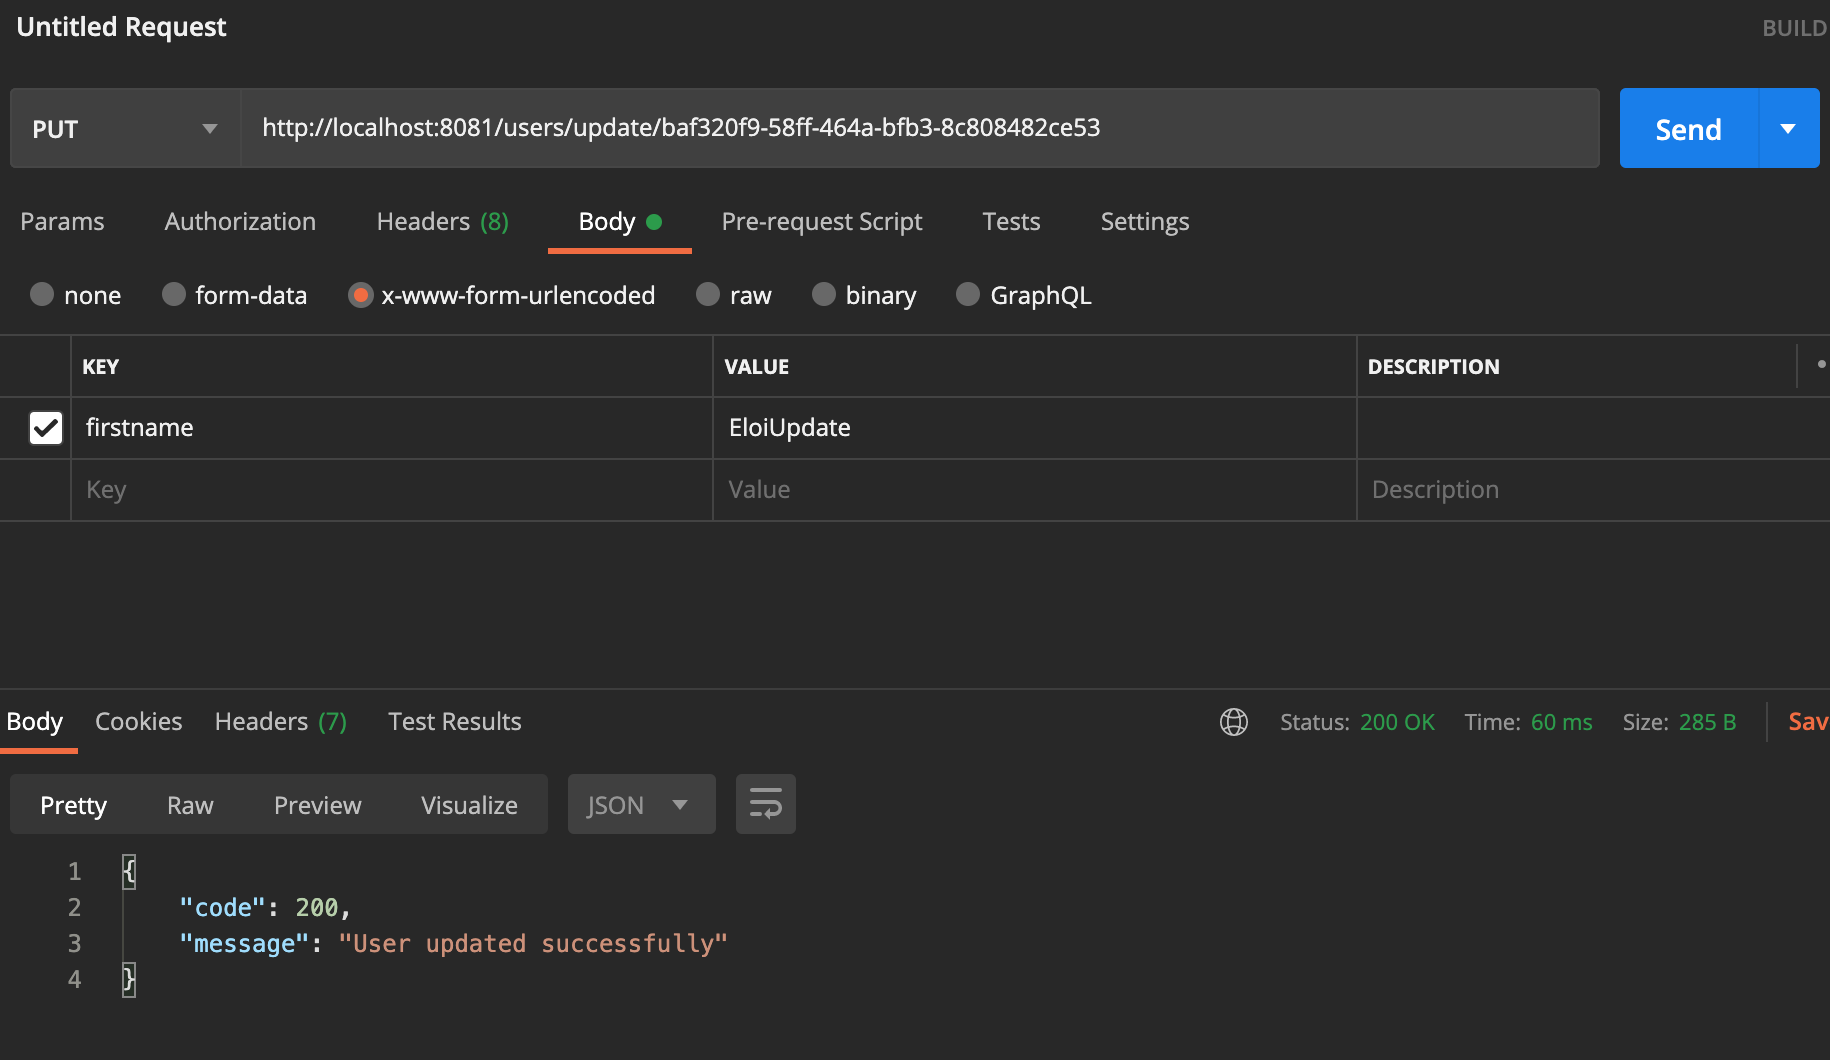 Untitled Request
BUILD
PUT http://localhost:8081/users/update/baf320f9-58ff-464a-bfb3-8c808482ce53 Send
Params Authorization Headers (8) Body Pre-request Script Tests Settings
none form-data x-www-form-urlencoded raw binary GraphQL
KEY VALUE DESCRIPTION
firstname EloiUpdate
Key Value Description
Body Cookies Headers (7) Test Results Status: 200 OK Time: 60 ms Size: 285 B Sav
Pretty Raw Preview Visualize JSON
1 {
2 "code": 200,
3 "message": "User updated successfully"
4 }